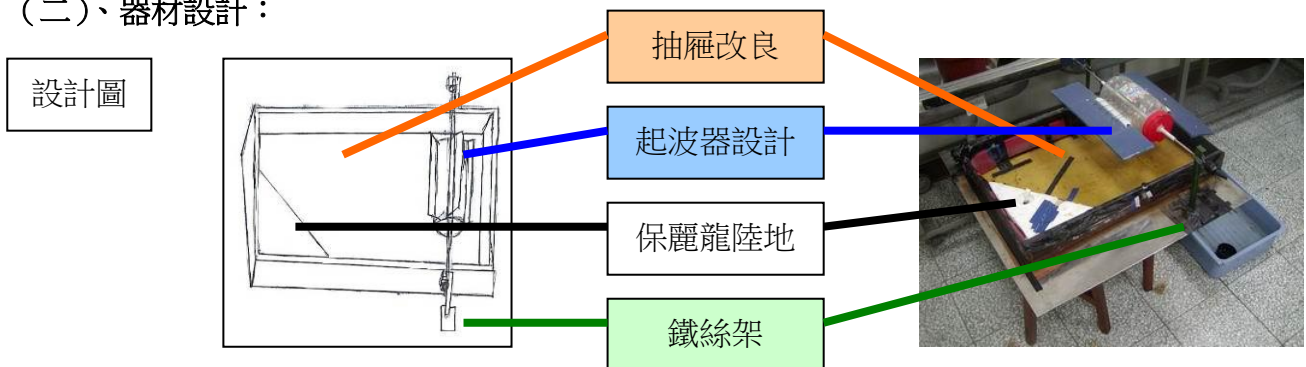 （二）、器材設計：
設計圖
抽屜改良
起波器設計
保麗龍陸地
鐵絲架